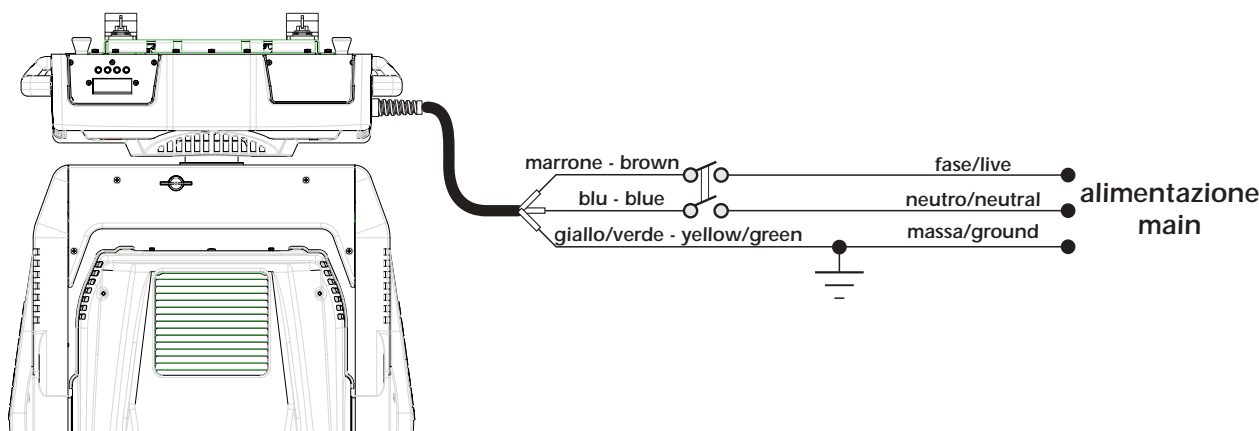 marrone - brown
fase/live
blu - blue
neutro/neutral
giallo/verde - yellow/green
massa/ground
alimentazione
main